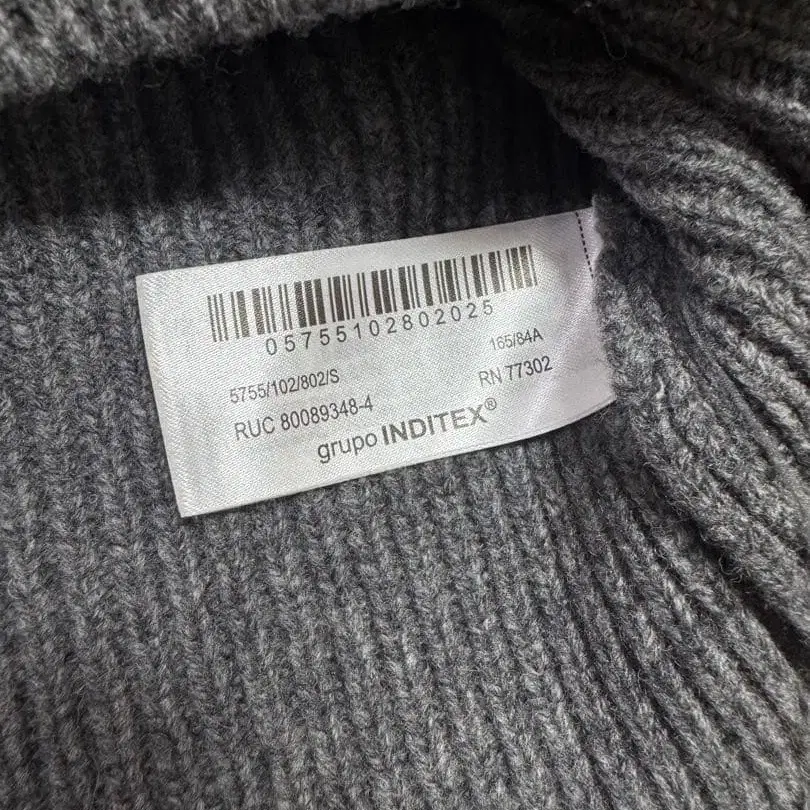 05755102802025
5755/102/802/S 165/84A
RUC 80089348-4 RN 77302
grupo INDITEX®